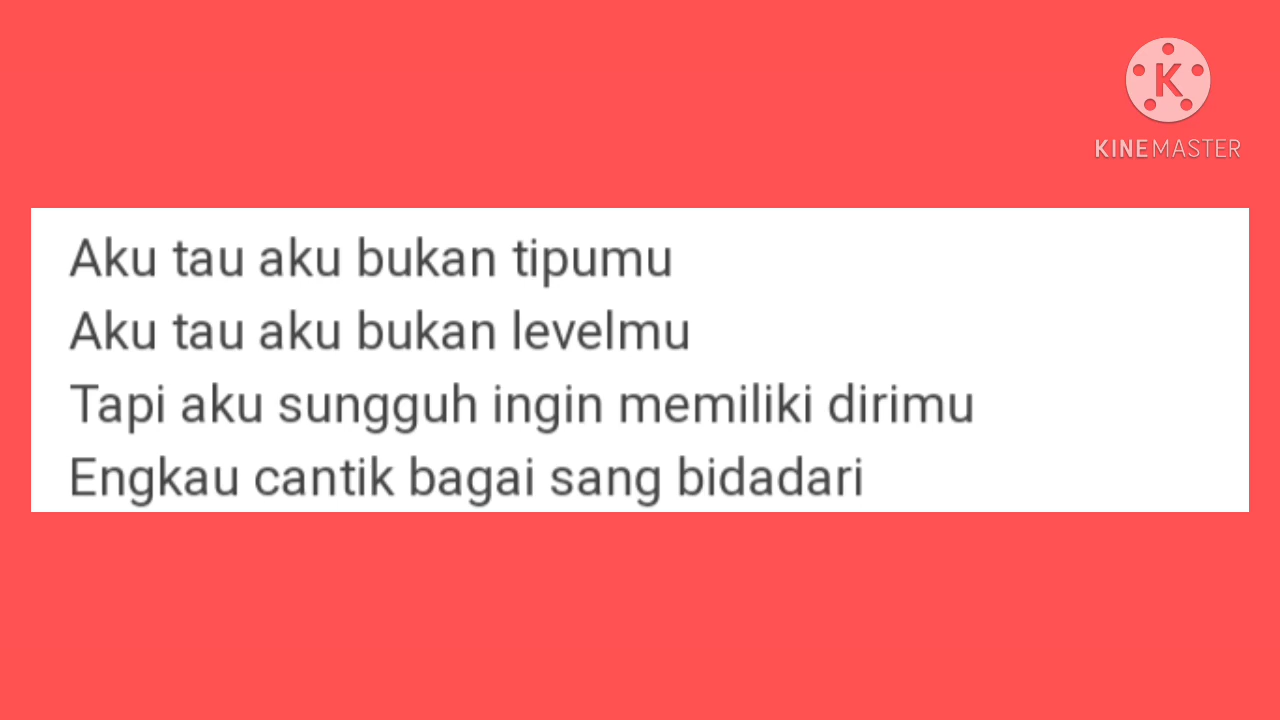 KINEMASTER
Aku tau aku bukan tipumu
Aku tau aku bukan levelmu
Tapi aku sungguh ingin memiliki dirimu
Engkau cantik bagai sang bidadari